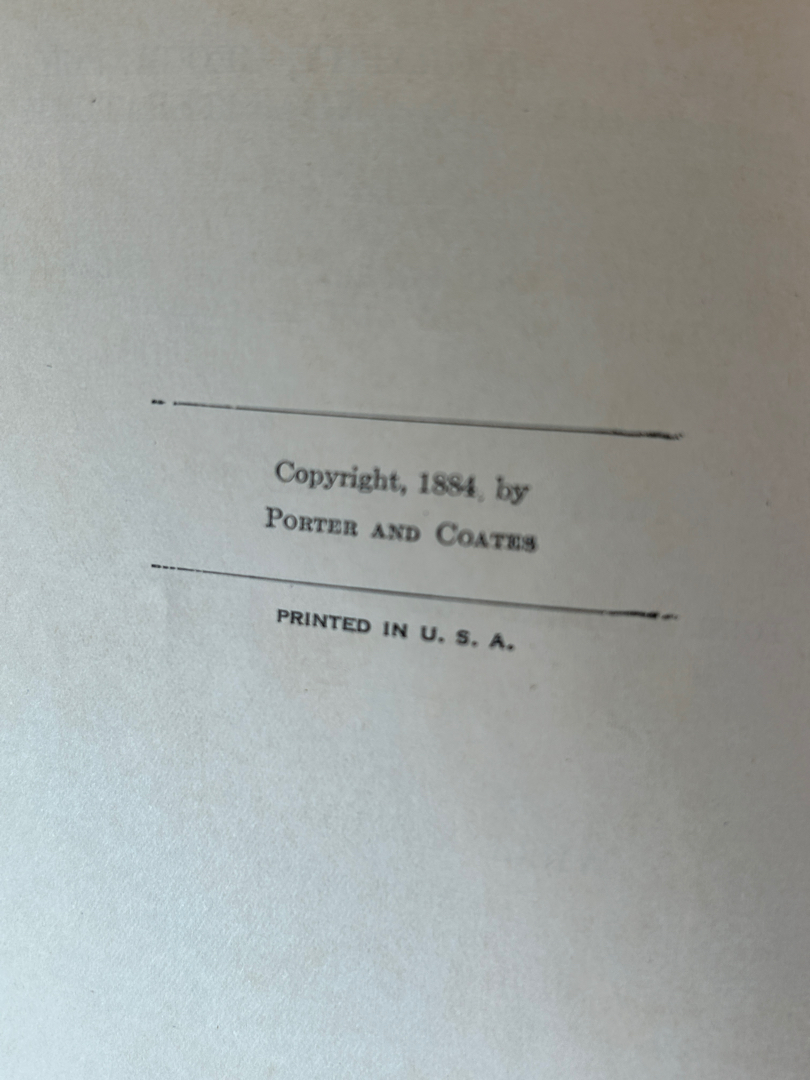 Copyright, 1884, by
PORTER AND COATES
PRINTED IN U. S. A.